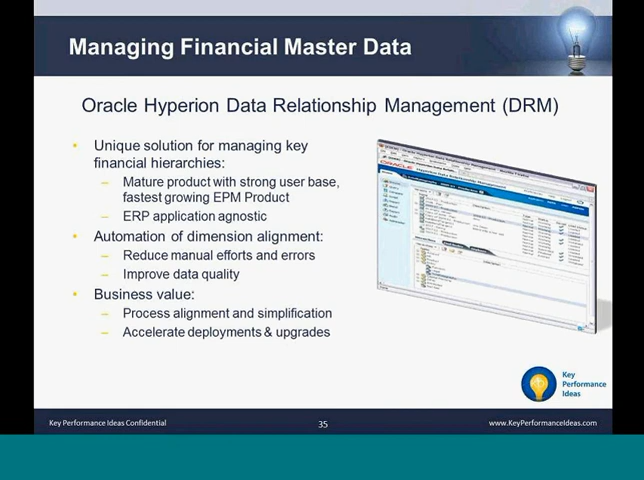 Managing Financial Master Data
Oracle Hyperion Data Relationship Management (DRM)
• Unique solution for managing key
financial hierarchies:
– Mature product with strong user base,
fastest growing EPM Product
– ERP application agnostic
• Automation of dimension alignment:
– Reduce manual efforts and errors
– Improve data quality
• Business value:
– Process alignment and simplification
– Accelerate deployments & upgrades
ORACLE
Key
Performance
Ideas
Key Performance Ideas Confidential
35
www.KeyPerformanceIdeas.com